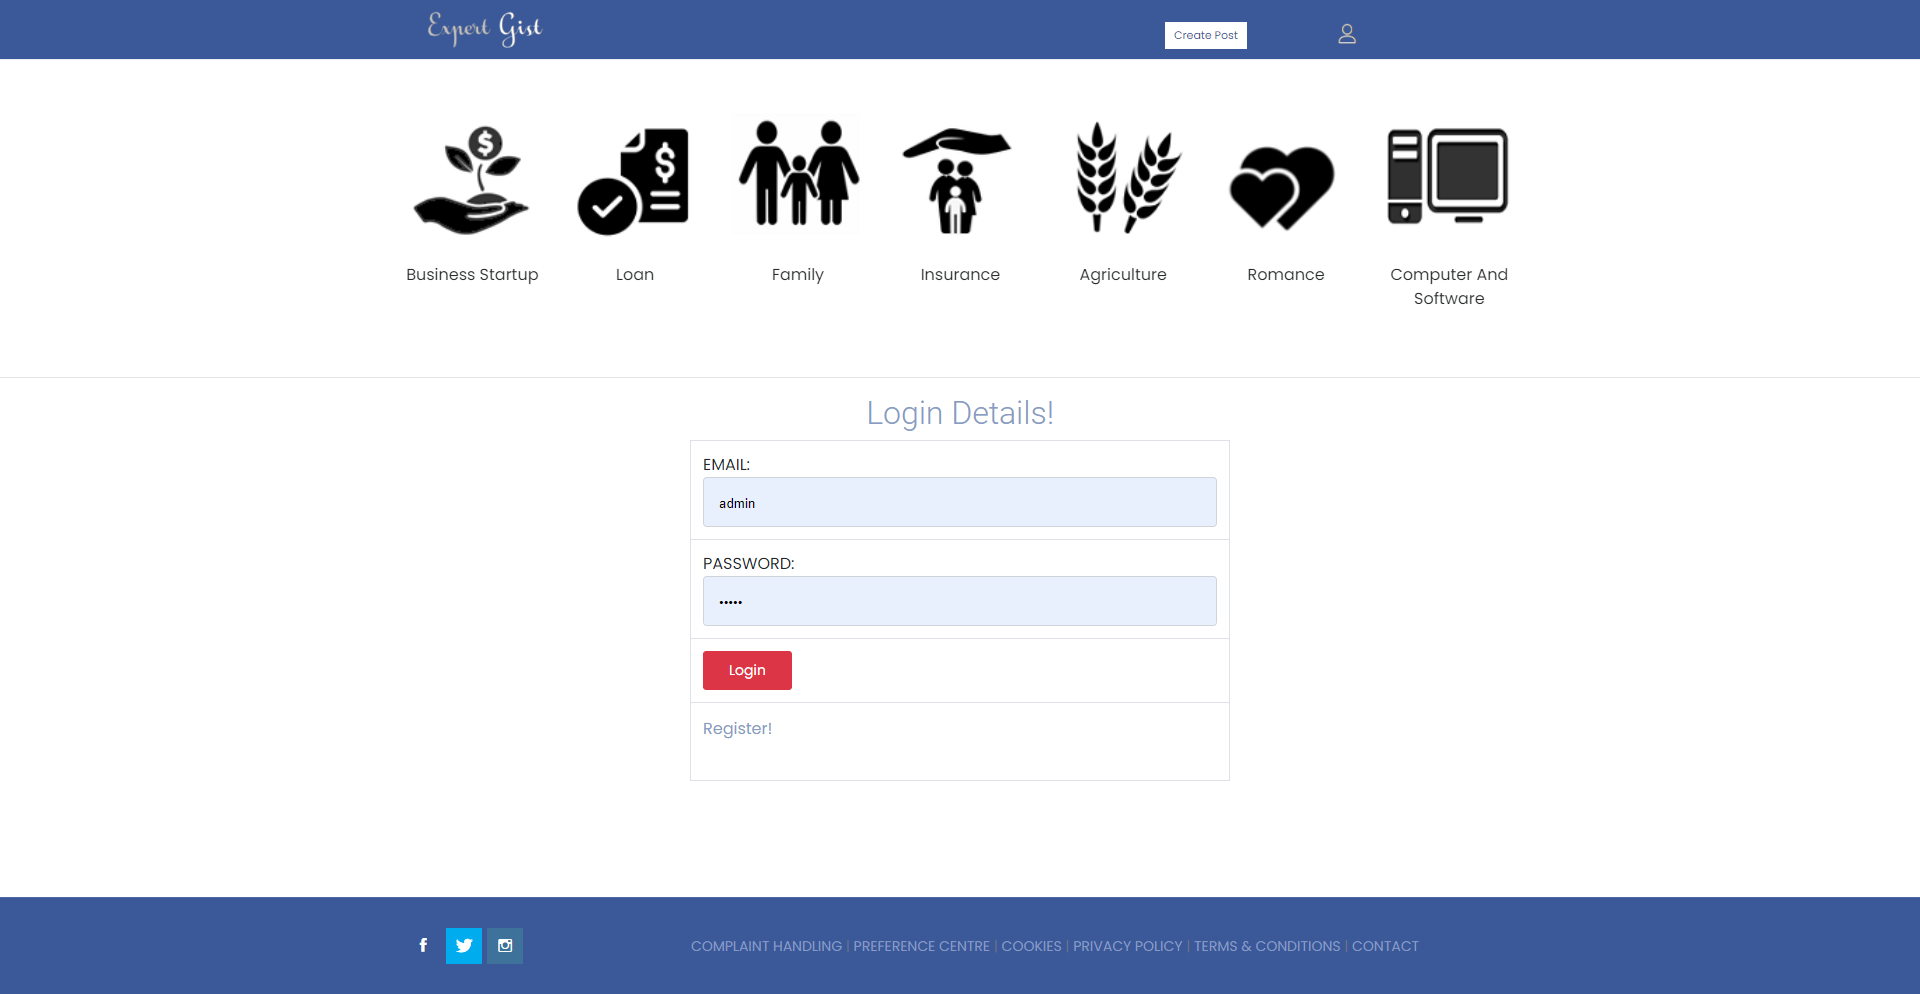 Expert Gist
Create Post
Business Startup
Loan
Family
Insurance
Agriculture
Romance
Computer And
Software
Login Details!
EMAIL:
admin
PASSWORD:
•••••
Login
Register!
COMPLAINT HANDLING | PREFERENCE CENTRE | COOKIES | PRIVACY POLICY | TERMS & CONDITIONS | CONTACT